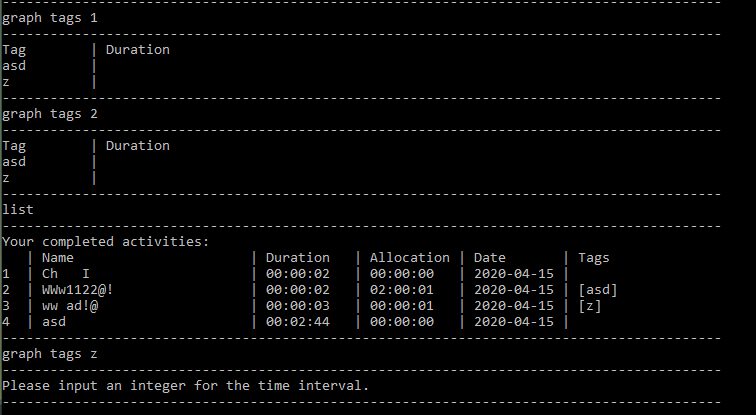 ------------------------------------------------------------------------------------------
graph tags 1
------------------------------------------------------------------------------------------
Tag        | Duration
asd        |
z          |
------------------------------------------------------------------------------------------
graph tags 2
------------------------------------------------------------------------------------------
Tag        | Duration
asd        |
z          |
------------------------------------------------------------------------------------------
list
------------------------------------------------------------------------------------------
Your completed activities:
   | Name                      | Duration   | Allocation | Date       | Tags
1  | Ch   I                    | 00:00:02   | 00:00:00   | 2020-04-15 |
2  | WWw1122@!                 | 00:00:02   | 02:00:01   | 2020-04-15 | [asd]
3  | ww ad!@                   | 00:00:03   | 00:00:01   | 2020-04-15 | [z]
4  | asd                       | 00:02:44   | 00:00:00   | 2020-04-15 |
------------------------------------------------------------------------------------------
graph tags z
------------------------------------------------------------------------------------------
Please input an integer for the time interval.
------------------------------------------------------------------------------------------